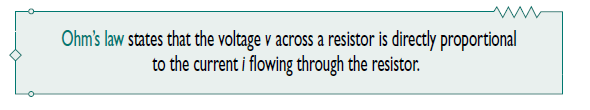 Ohm's law states that the voltage v across a resistor is directly proportional
to the current i flowing through the resistor.